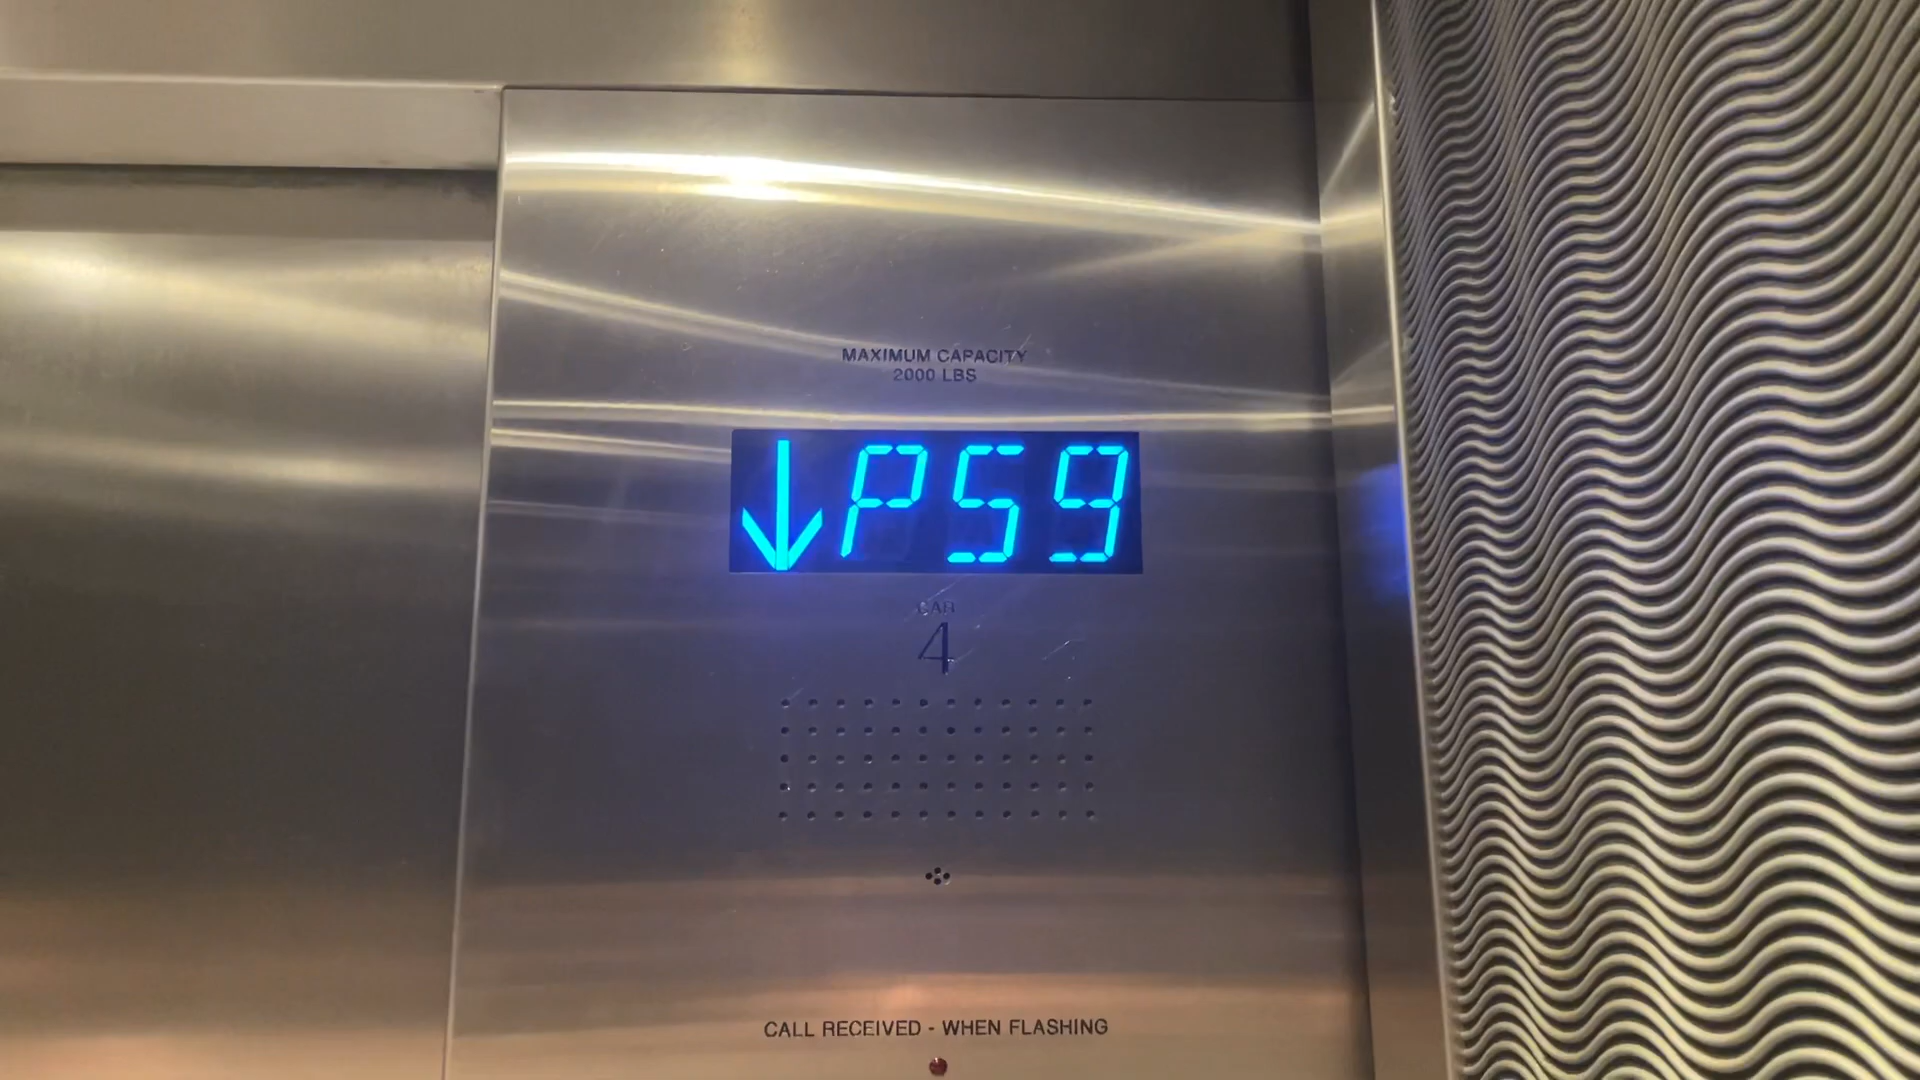 MAXIMUM CAPACITY
2000 LBS
↓P59
CAR
4
CALL RECEIVED - WHEN FLASHING